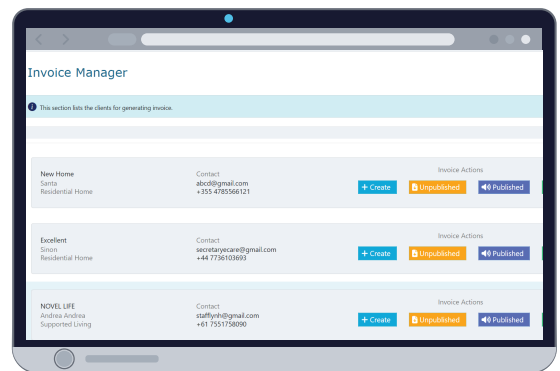 Invoice Manager
i This section lists the clients for generating invoice.
New Home
Santa
Residential Home
Contact
abcd@gmail.com
+355 4785566121
Invoice Actions
+ Create
Unpublished
Published
Excellent
Sinon
Residential Home
Contact
secretaryecare@gmail.com
+44 7736103693
Invoice Actions
+ Create
Unpublished
Published
NOVEL LIFE
Andrea Andrea
Supported Living
Contact
stafflynh@gmail.com
+61 7551758090
Invoice Actions
+ Create
Unpublished
Published